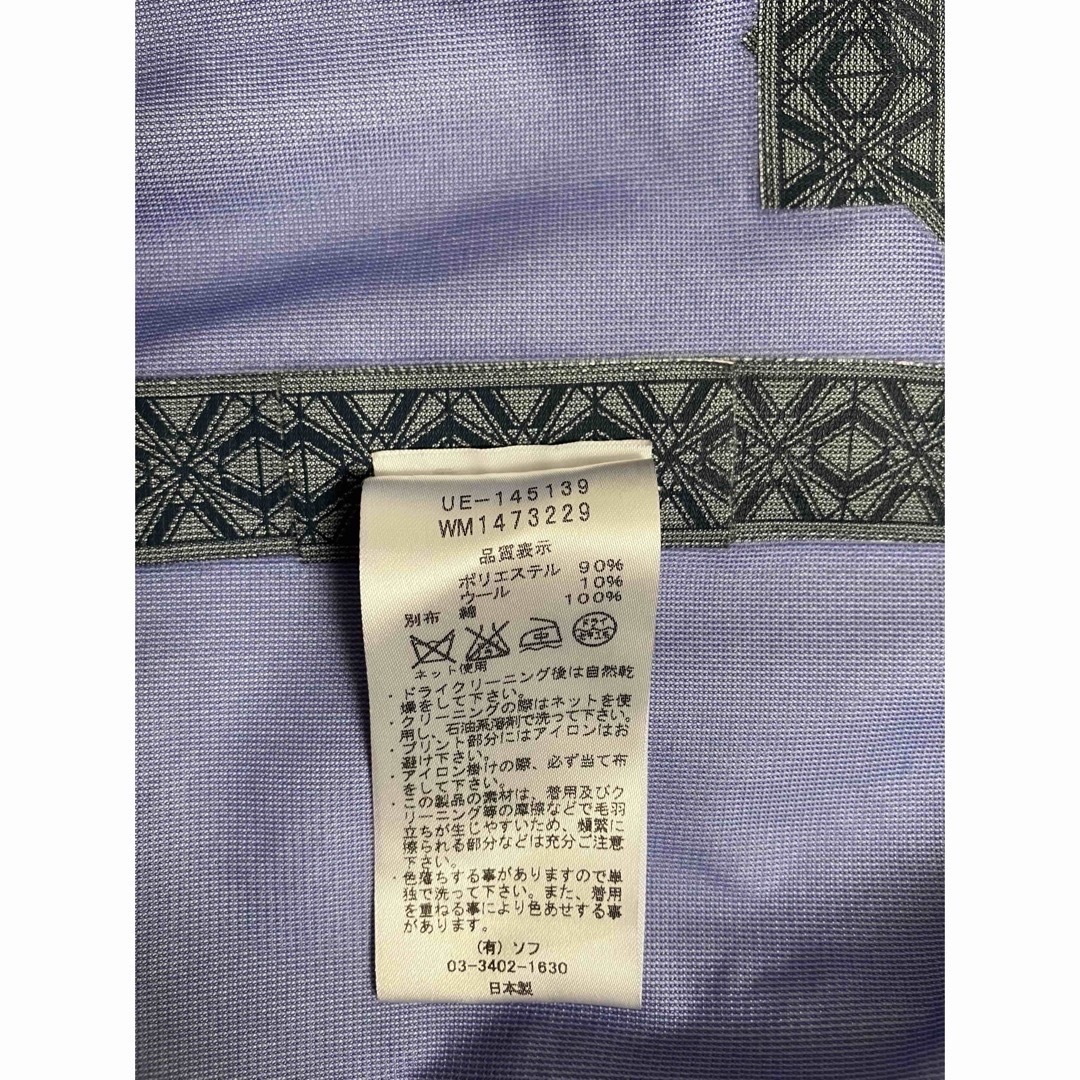 UE-145139
WM1473229
品質表示
ポリエステル 90%
ウール 10%
別布 綿 100%
中
ドライ
セキユ系
ネット使用
・ドライクリーニング後は自然乾
燥をして下さい。
・クリーニングの際はネットを使
用し、石油系溶剤で洗って下さい。
・プリント部分にはアイロンはお
避け下さい。
・アイロン掛けの際、必ず当て布
をして下さい。
・この製品の素材は、着用及びク
リーニング等の摩擦などで毛羽
立ちが生じやすいため、頻繁に
擦られる部分などは充分ご注意
下さい。
・色落ちする事がありますので単
独で洗って下さい。また、着用
を重ねる事により色あせする事
があります。
(有) ソフ
03-3402-1630
日本製